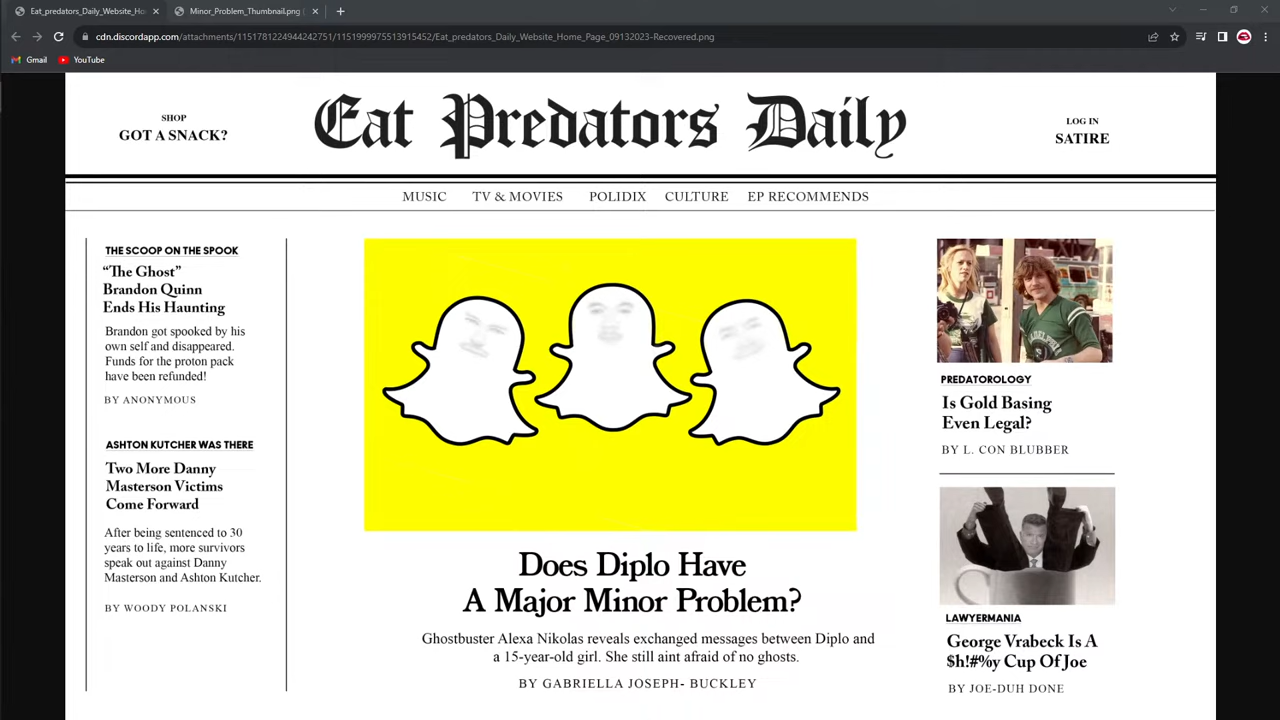 Eat_predators_Daily_Website_Ho
Minor_Problem_Thumbnail.png (
cdn.discordapp.com/attachments/1151781224944242751/1151999975513915452/Eat_predators_Daily_Website_Home_Page_09132023-Recovered.png
Gmail
YouTube
SHOP
GOT A SNACK?
Eat Predators Daily
LOG IN
SATIRE
MUSIC
TV & MOVIES
POLIDIX
CULTURE
EP RECOMMENDS
THE SCOOP ON THE SPOOK
“The Ghost”
Brandon Quinn
Ends His Haunting
Brandon got spooked by his
own self and disappeared.
Funds for the proton pack
have been refunded!
BY ANONYMOUS
ASHTON KUTCHER WAS THERE
Two More Danny
Masterson Victims
Come Forward
After being sentenced to 30
years to life, more survivors
speak out against Danny
Masterson and Ashton Kutcher.
BY WOODY POLANSKI
Does Diplo Have
A Major Minor Problem?
Ghostbuster Alexa Nikolas reveals exchanged messages between Diplo and
a 15-year-old girl. She still aint afraid of no ghosts.
BY GABRIELLA JOSEPH- BUCKLEY
PREDATOROLOGY
Is Gold Basing
Even Legal?
BY L. CON BLUBBER
LAWYERMANIA
George Vrabeck Is A
$h!#%y Cup Of Joe
BY JOE-DUH DONE